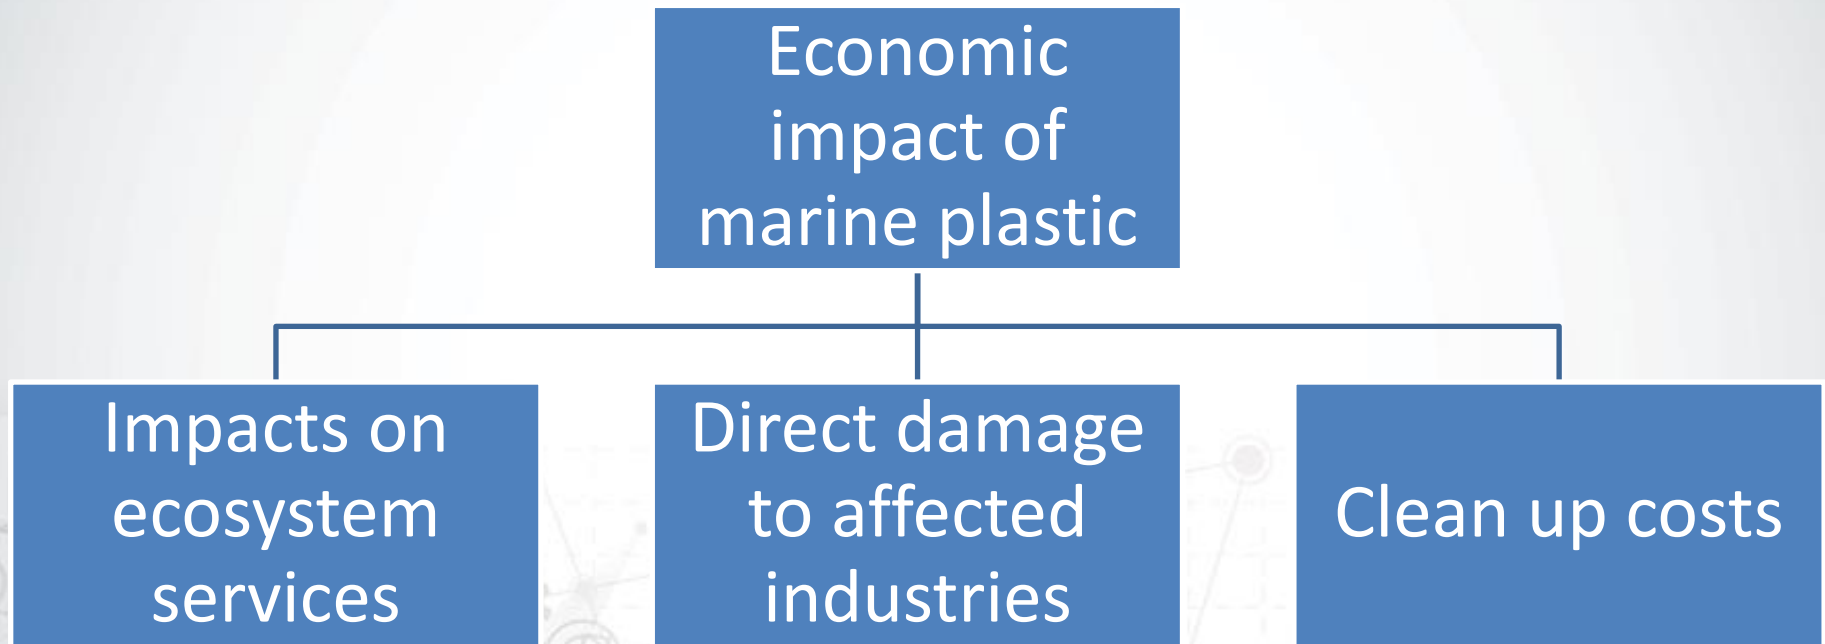 Economic
impact of
marine plastic
Impacts on
ecosystem
services
Direct damage
to affected
industries
Clean up costs